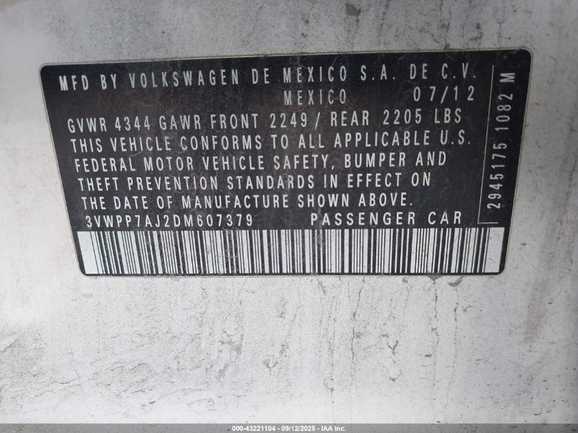 MFD BY VOLKSWAGEN DE MEXICO S.A. DE C.V.
MEXICO 07/12
GVWR 4344 GAWR FRONT 2249/ REAR 2205 LBS
THIS VEHICLE CONFORMS TO ALL APPLICABLE U.S.
FEDERAL MOTOR VEHICLE SAFETY, BUMPER AND
THEFT PREVENTION STANDARDS IN EFFECT ON
THE DATE OF MANUFACTURE SHOWN ABOVE.
3VWPP7AJ2DM607379 PASSENGER CAR
2945175 1082 M
000-43221104 - 09/12/2025 - IAA Inc.